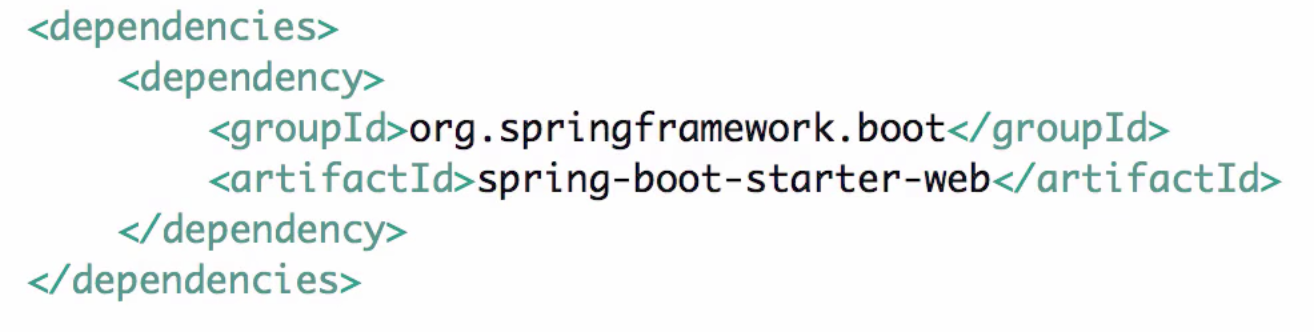 <dependencies>
<dependency>
<groupId>org.springframework.boot</groupId>
<artifactId>spring-boot-starter-web</artifactId>
</dependency>
</dependencies>